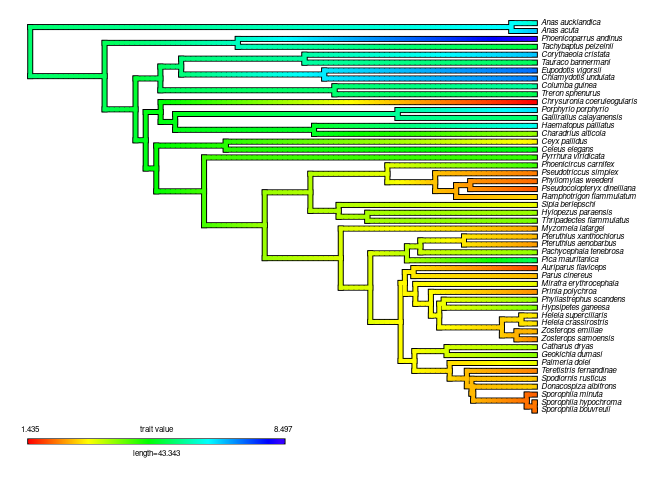 Anas aucklandica
Anas acuta
Phoenicoparrus andinus
Tachybaptus pelzelnii
Corythaeola cristata
Tauraco bannermani
Eupodotis vigorsii
Chlamydotis undulata
Columba guinea
Treron sphenurus
Chrysuronia coeruleogularis
Porphyrio porphyrio
Gallirallus calayanensis
Haematopus palliatus
Charadrius alticola
Ceyx pallidus
Celeus elegans
Pyrrhura viridicata
Phoenicircus carnifex
Pseudotriccus simplex
Phyllomyias weedeni
Pseudocolopteryx dinelliana
Ramphotrigon flammulatum
Sipia berlepschi
Hylopezus paraensis
Thripadectes flammulatus
Myzomela lafargei
Pteruthius xanthochlorus
Pteruthius aenobarbus
Pachycephala tenebrosa
Pica mauritanica
Auriparus flaviceps
Parus cinereus
Mirafra erythrocephala
Prinia polychroa
Phyllastrephus scandens
Hypsipetes ganeesa
Heleia superciliaris
Heleia crassirostris
Zosterops emiliae
Zosterops samoensis
Catharus dryas
Geokichla dumasi
Palmeria dolei
Teretistris fernandinae
Spodiornis rusticus
Donacospiza albifrons
Sporophila minuta
Sporophila hypochroma
Sporophila bouvreuil
1.435 trait value 8.497
length=43.343